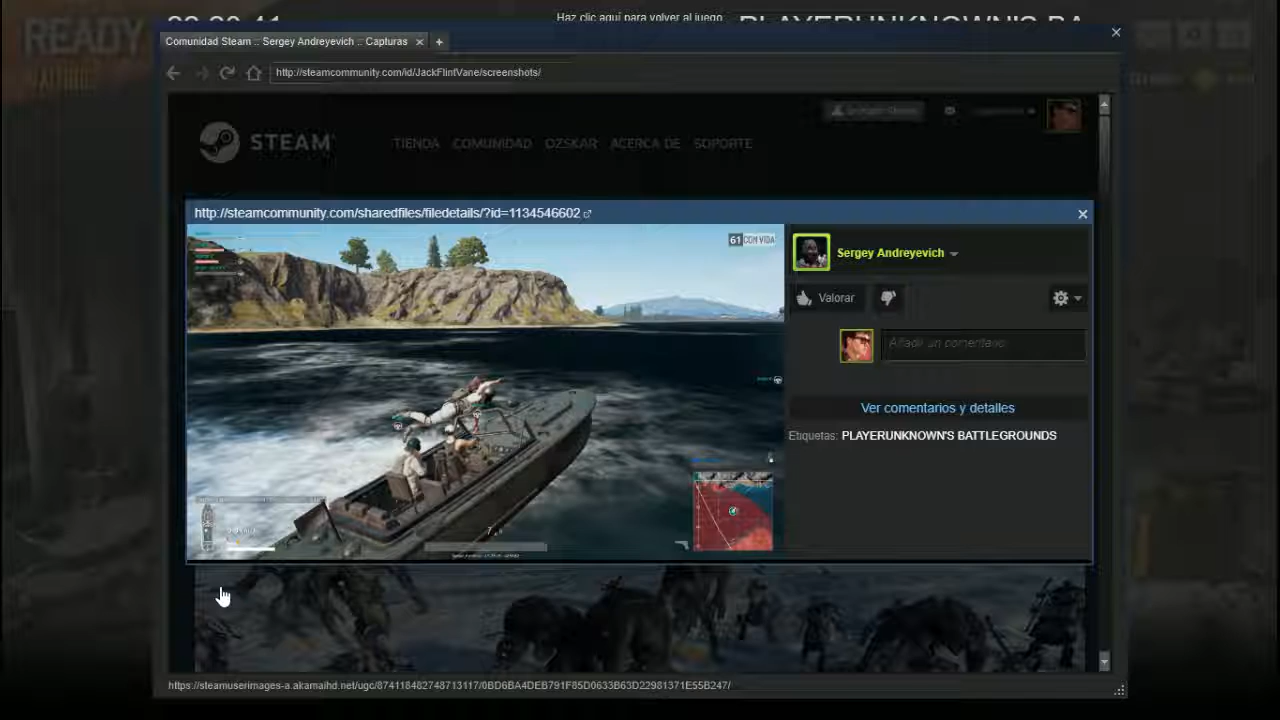 READY
Haz clic aquí para volver al juego
Comunidad Steam :: Sergey Andreyevich :: Capturas
http://steamcommunity.com/id/JackFlintVane/screenshots/
STEAM
TIENDA COMUNIDAD OZSKAR ACERCA DE SOPORTE
http://steamcommunity.com/sharedfiles/filedetails/?id=1134546602
61 CON VIDA
Sergey Andreyevich
Valorar
Añadir un comentario
Ver comentarios y detalles
Etiquetas: PLAYERUNKNOWN'S BATTLEGROUNDS
https://steamuserimages-a.akamaihd.net/ugc/874118482748713117/0BD6BA4DEB791F85D0633B63D22981371E55B247/